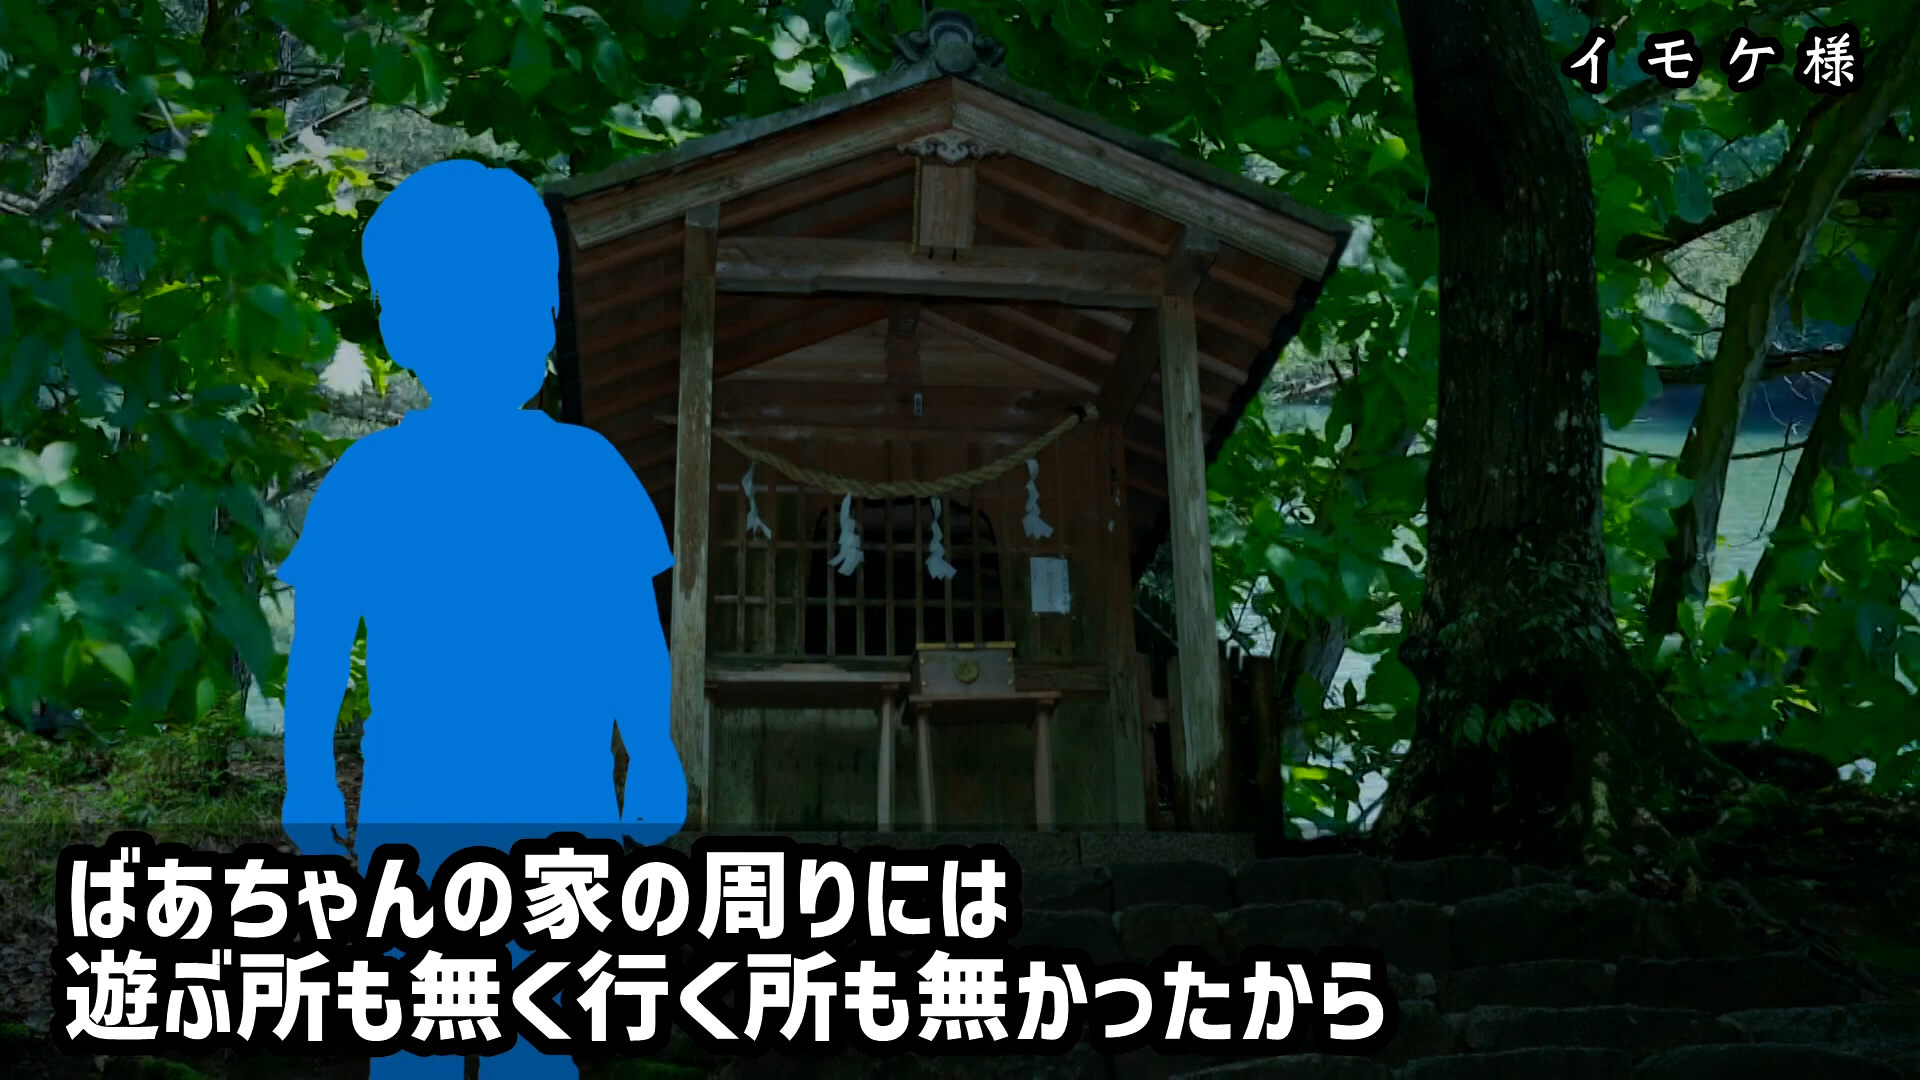 イモケ様
ばあちゃんの家の周りには
遊ぶ所も無く行く所も無かったから